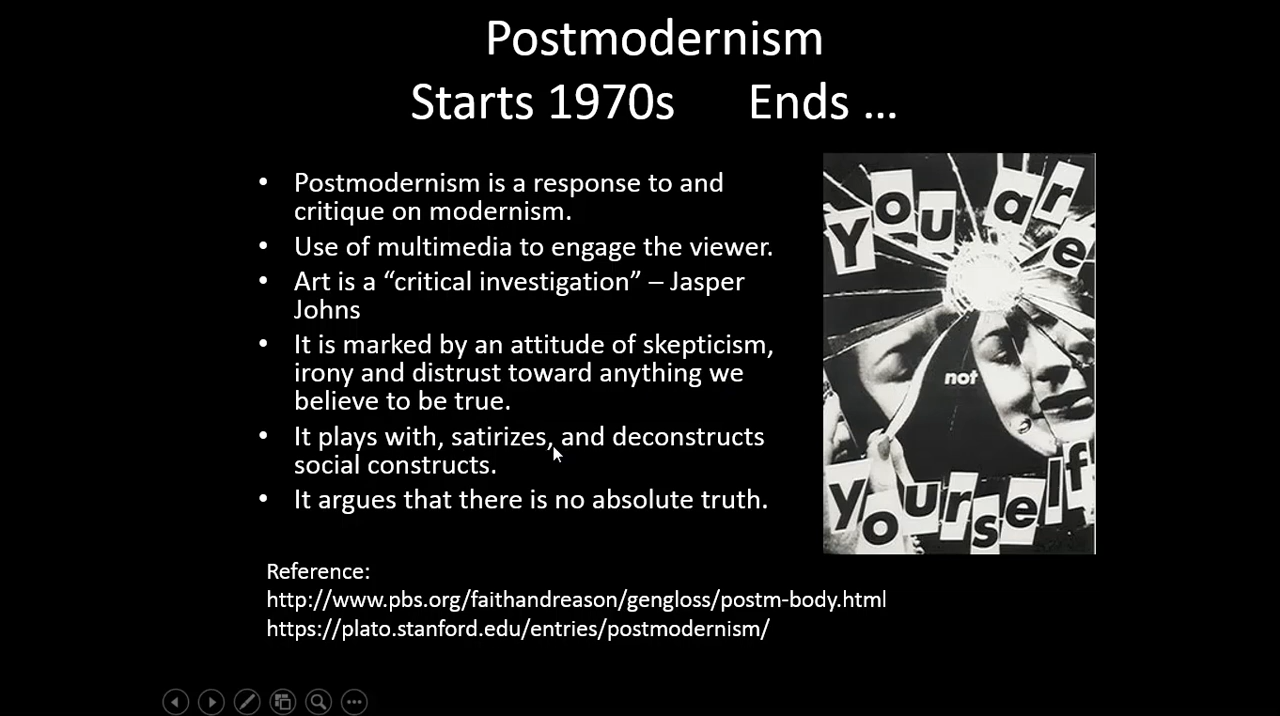 Postmodernism
Starts 1970s Ends ...
• Postmodernism is a response to and
critique on modernism.
• Use of multimedia to engage the viewer.
• Art is a “critical investigation” – Jasper
Johns
• It is marked by an attitude of skepticism,
irony and distrust toward anything we
believe to be true.
• It plays with, satirizes, and deconstructs
social constructs.
• It argues that there is no absolute truth.
You are
not
yourself
Reference:
http://www.pbs.org/faithandreason/gengloss/postm-body.html
https://plato.stanford.edu/entries/postmodernism/